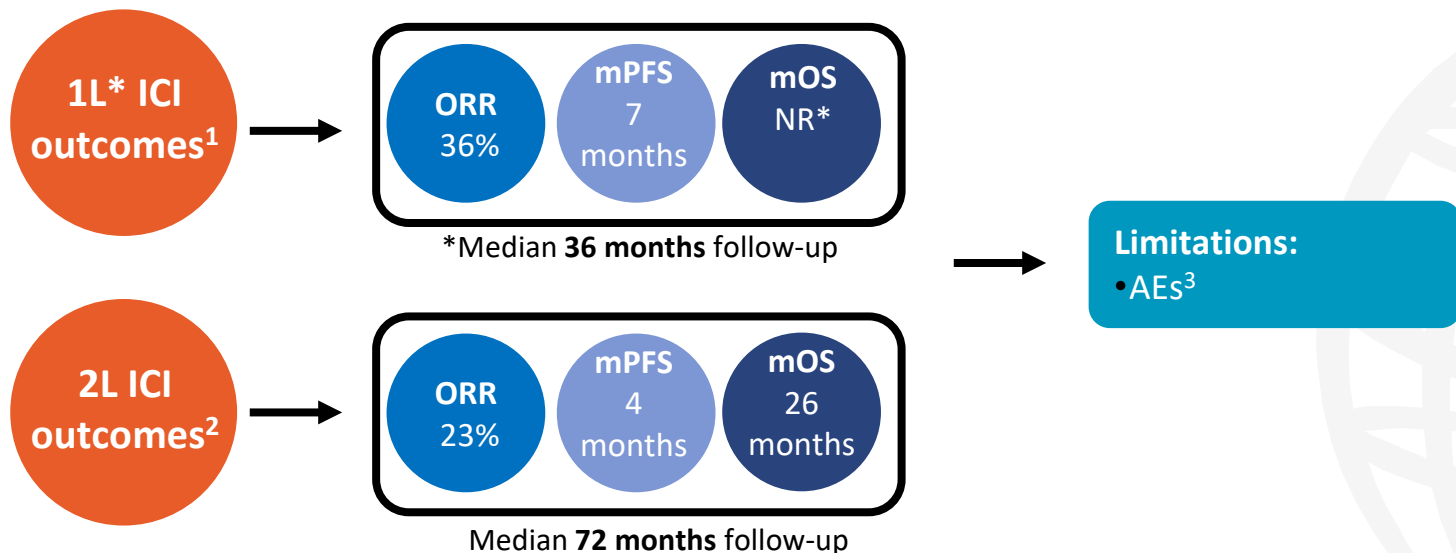 1L* ICI
outcomes¹
ORR
36%
mPFS
7
months
mOS
NR*
*Median 36 months follow-up
2L ICI
outcomes²
ORR
23%
mPFS
4
months
mOS
26
months
Median 72 months follow-up
Limitations:
•AEs³